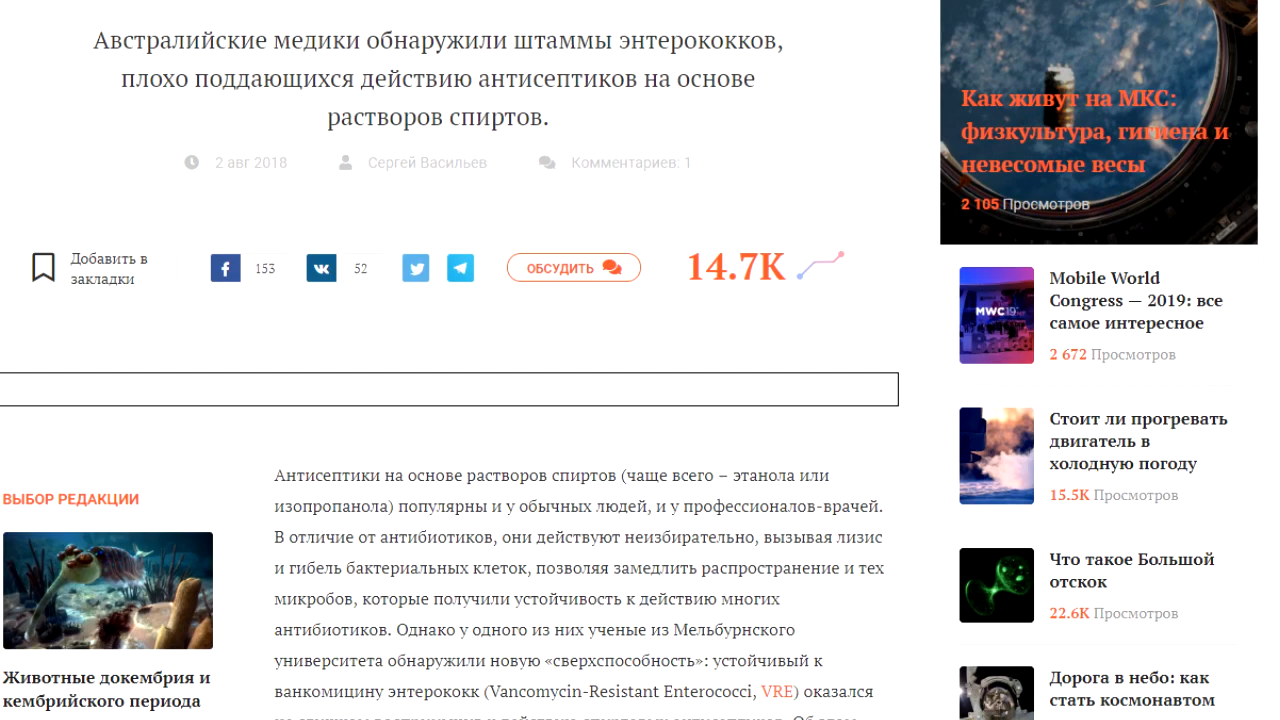 Австралийские медики обнаружили штаммы энтерококков,
плохо поддающихся действию антисептиков на основе
растворов спиртов.
2 авг 2018
Сергей Васильев
Комментариев: 1
Добавить в
закладки
153
52
ОБСУДИТЬ
14.7K
ВЫБОР РЕДАКЦИИ
Животные докембрия и
кембрийского периода
Антисептики на основе растворов спиртов (чаще всего – этанола или
изопропанола) популярны и у обычных людей, и у профессионалов-врачей.
В отличие от антибиотиков, они действуют неизбирательно, вызывая лизис
и гибель бактериальных клеток, позволяя замедлить распространение и тех
микробов, которые получили устойчивость к действию многих
антибиотиков. Однако у одного из них ученые из Мельбурнского
университета обнаружили новую «сверхспособность»: устойчивый к
ванкомицину энтерококк (Vancomycin-Resistant Enterococci, VRE) оказался
Как живут на МКС:
физкультура, гигиена и
невесомые весы
2 105 Просмотров
MWC19
Mobile World
Congress — 2019: все
самое интересное
2 672 Просмотров
Стоит ли прогревать
двигатель в
холодную погоду
15.5K Просмотров
Что такое Большой
отскок
22.6K Просмотров
Дорога в небо: как
стать космонавтом